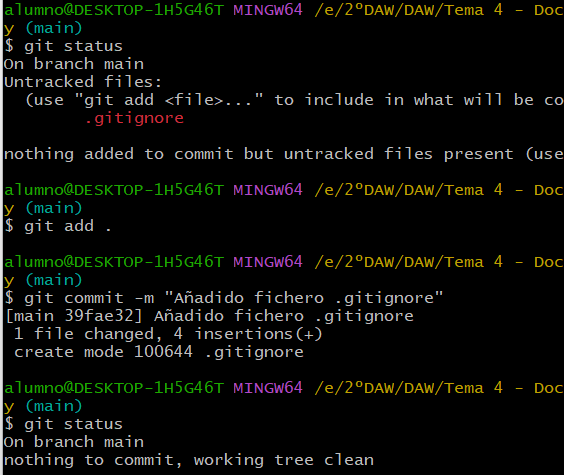 alumno@DESKTOP-1H5G46T MINGW64 /e/2ºDAW/DAW/Tema 4 - Doc
y (main)
$ git status
On branch main
Untracked files:
  (use "git add <file>..." to include in what will be co
        .gitignore

nothing added to commit but untracked files present (use

alumno@DESKTOP-1H5G46T MINGW64 /e/2ºDAW/DAW/Tema 4 - Doc
y (main)
$ git add .

alumno@DESKTOP-1H5G46T MINGW64 /e/2ºDAW/DAW/Tema 4 - Doc
y (main)
$ git commit -m "Añadido fichero .gitignore"
[main 39fae32] Añadido fichero .gitignore
 1 file changed, 4 insertions(+)
 create mode 100644 .gitignore

alumno@DESKTOP-1H5G46T MINGW64 /e/2ºDAW/DAW/Tema 4 - Doc
y (main)
$ git status
On branch main
nothing to commit, working tree clean